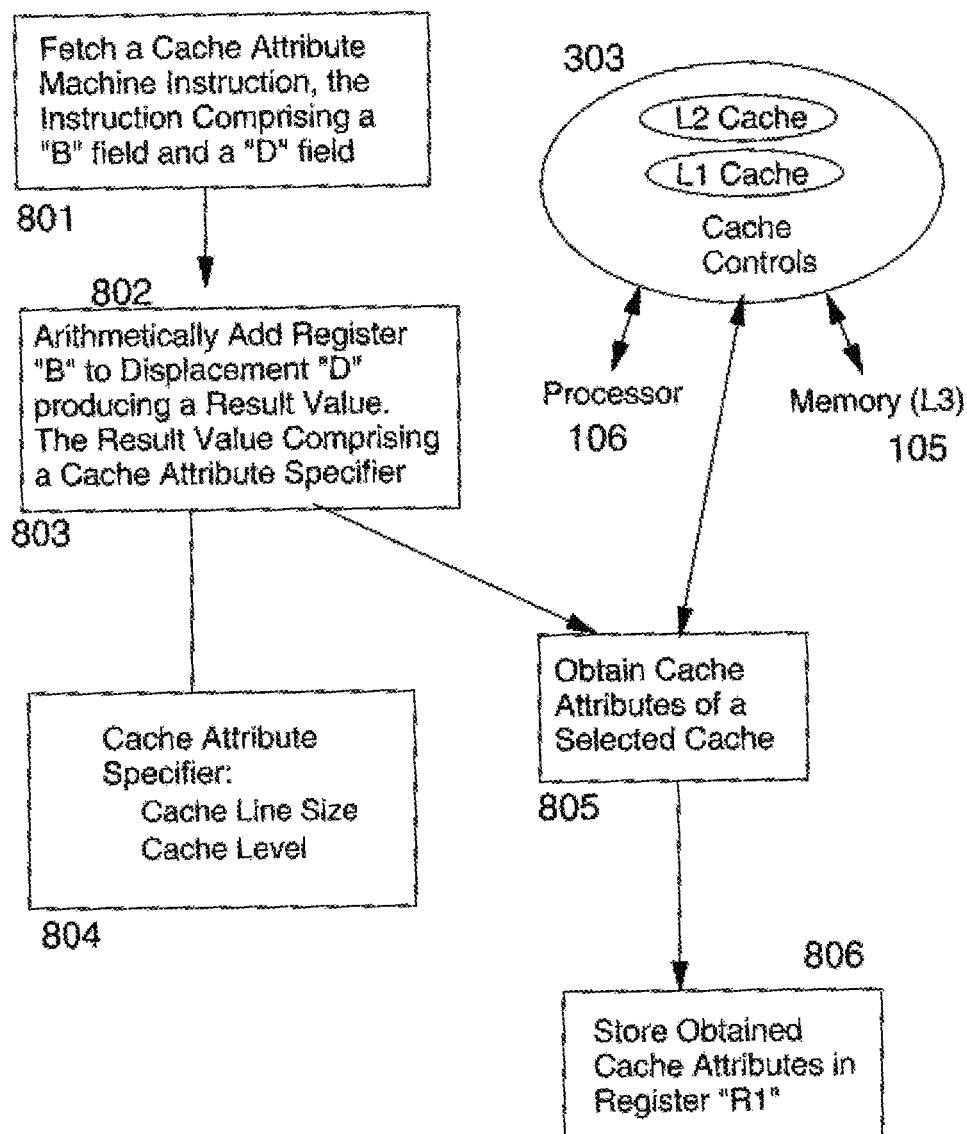 Fetch a Cache Attribute
Machine Instruction, the
Instruction Comprising a
"B" field and a "D" field
801
802
Arithmetically Add Register
"B" to Displacement "D"
producing a Result Value.
The Result Value Comprising
a Cache Attribute Specifier
803
Cache Attribute
Specifier:
Cache Line Size
Cache Level
804
303
L2 Cache
L1 Cache
Cache
Controls
Processor
106
Memory (L3)
105
Obtain Cache
Attributes of a
Selected Cache
805
806
Store Obtained
Cache Attributes in
Register "R1"